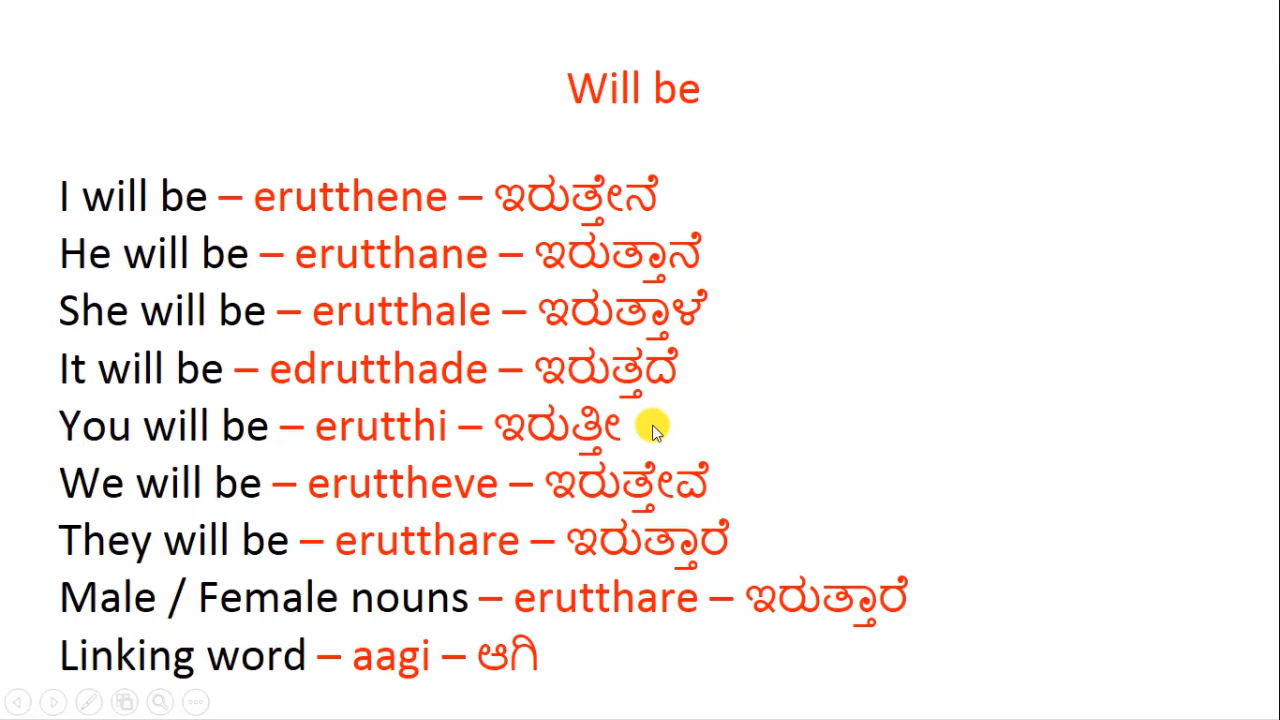 Will be
I will be – erutthene – ಇರುತ್ತೇನೆ
He will be – erutthane – ಇರುತ್ತಾನೆ
She will be – erutthale – ಇರುತ್ತಾಳೆ
It will be – edrutthade – ಇರುತ್ತದೆ
You will be – erutthi – ಇರುತ್ತೀ
We will be – eruttheve – ಇರುತ್ತೇವೆ
They will be – erutthare – ಇರುತ್ತಾರೆ
Male / Female nouns – erutthare – ಇರುತ್ತಾರೆ
Linking word – aagi – ಆಗಿ